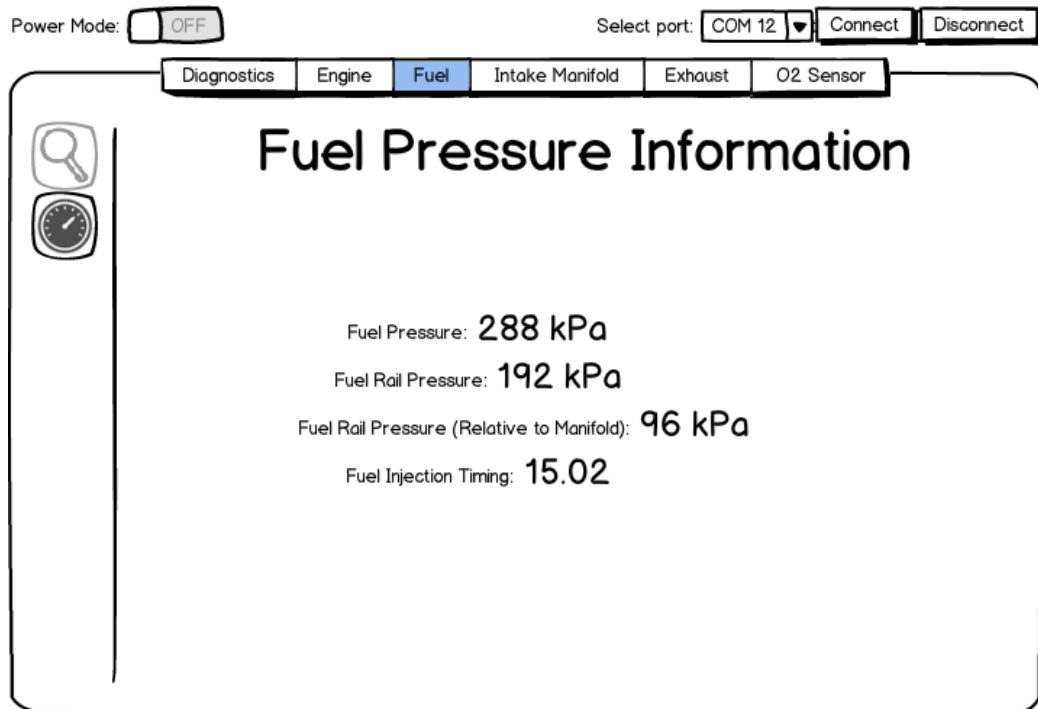 Power Mode: OFF Select port: COM 12 Connect Disconnect
Diagnostics Engine Fuel Intake Manifold Exhaust O2 Sensor
Fuel Pressure Information
Fuel Pressure: 288 kPa
Fuel Rail Pressure: 192 kPa
Fuel Rail Pressure (Relative to Manifold): 96 kPa
Fuel Injection Timing: 15.02